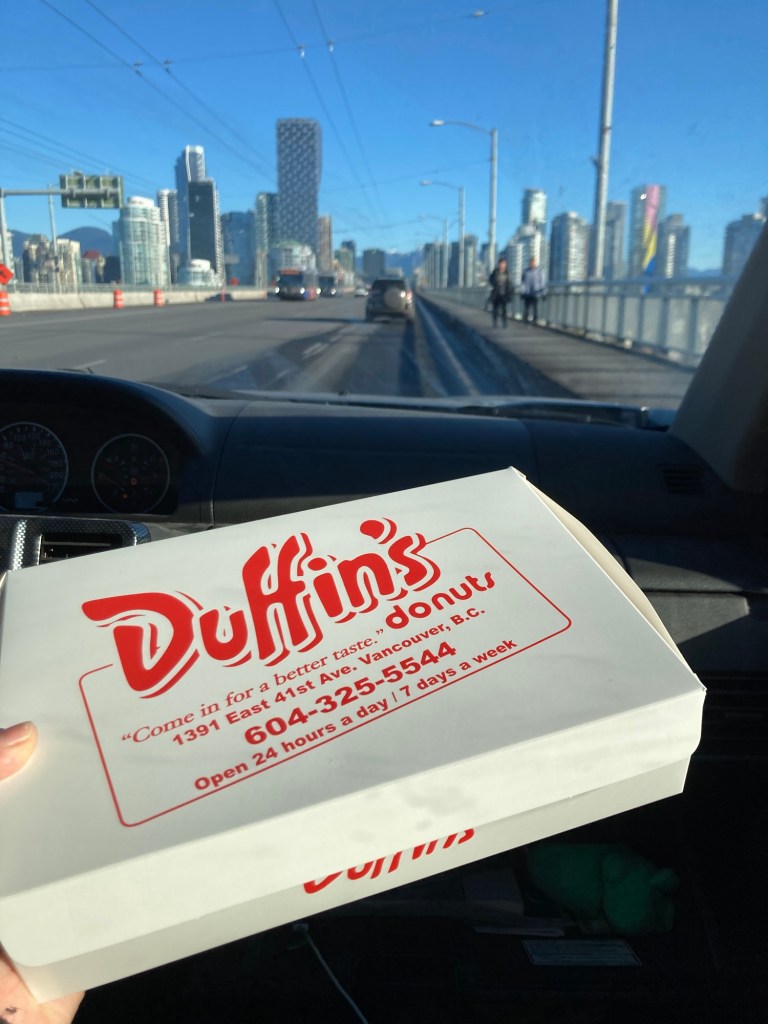 Duffin's
donuts
"Come in for a better taste."
1391 East 41st Ave. Vancouver, B.C.
604-325-5544
Open 24 hours a day | 7 days a week
Duffin's